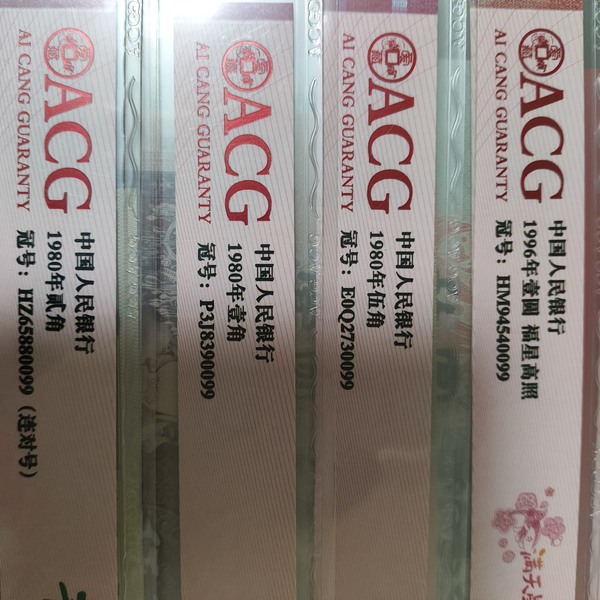 ACG
AI CANG GUARANTY
中国人民银行
1996年壹圆 福星高照
冠号：HM94540099
满天
ACG
AI CANG GUARANTY
中国人民银行
1980年伍角
冠号：E0Q2730099
ACG
AI CANG GUARANTY
中国人民银行
1980年壹角
冠号：P3J8390099
ACG
AI CANG GUARANTY
中国人民银行
1980年贰角
冠号：HZ65880099（连对号）